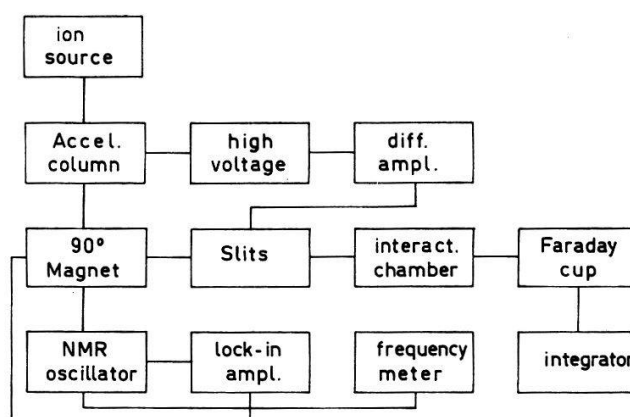 ion
source
Accel.
column
high
voltage
diff.
ampl.
90°
Magnet
Slits
interact.
chamber
Faraday
cup
NMR
oscillator
lock-in
ampl.
frequency
meter
integrator